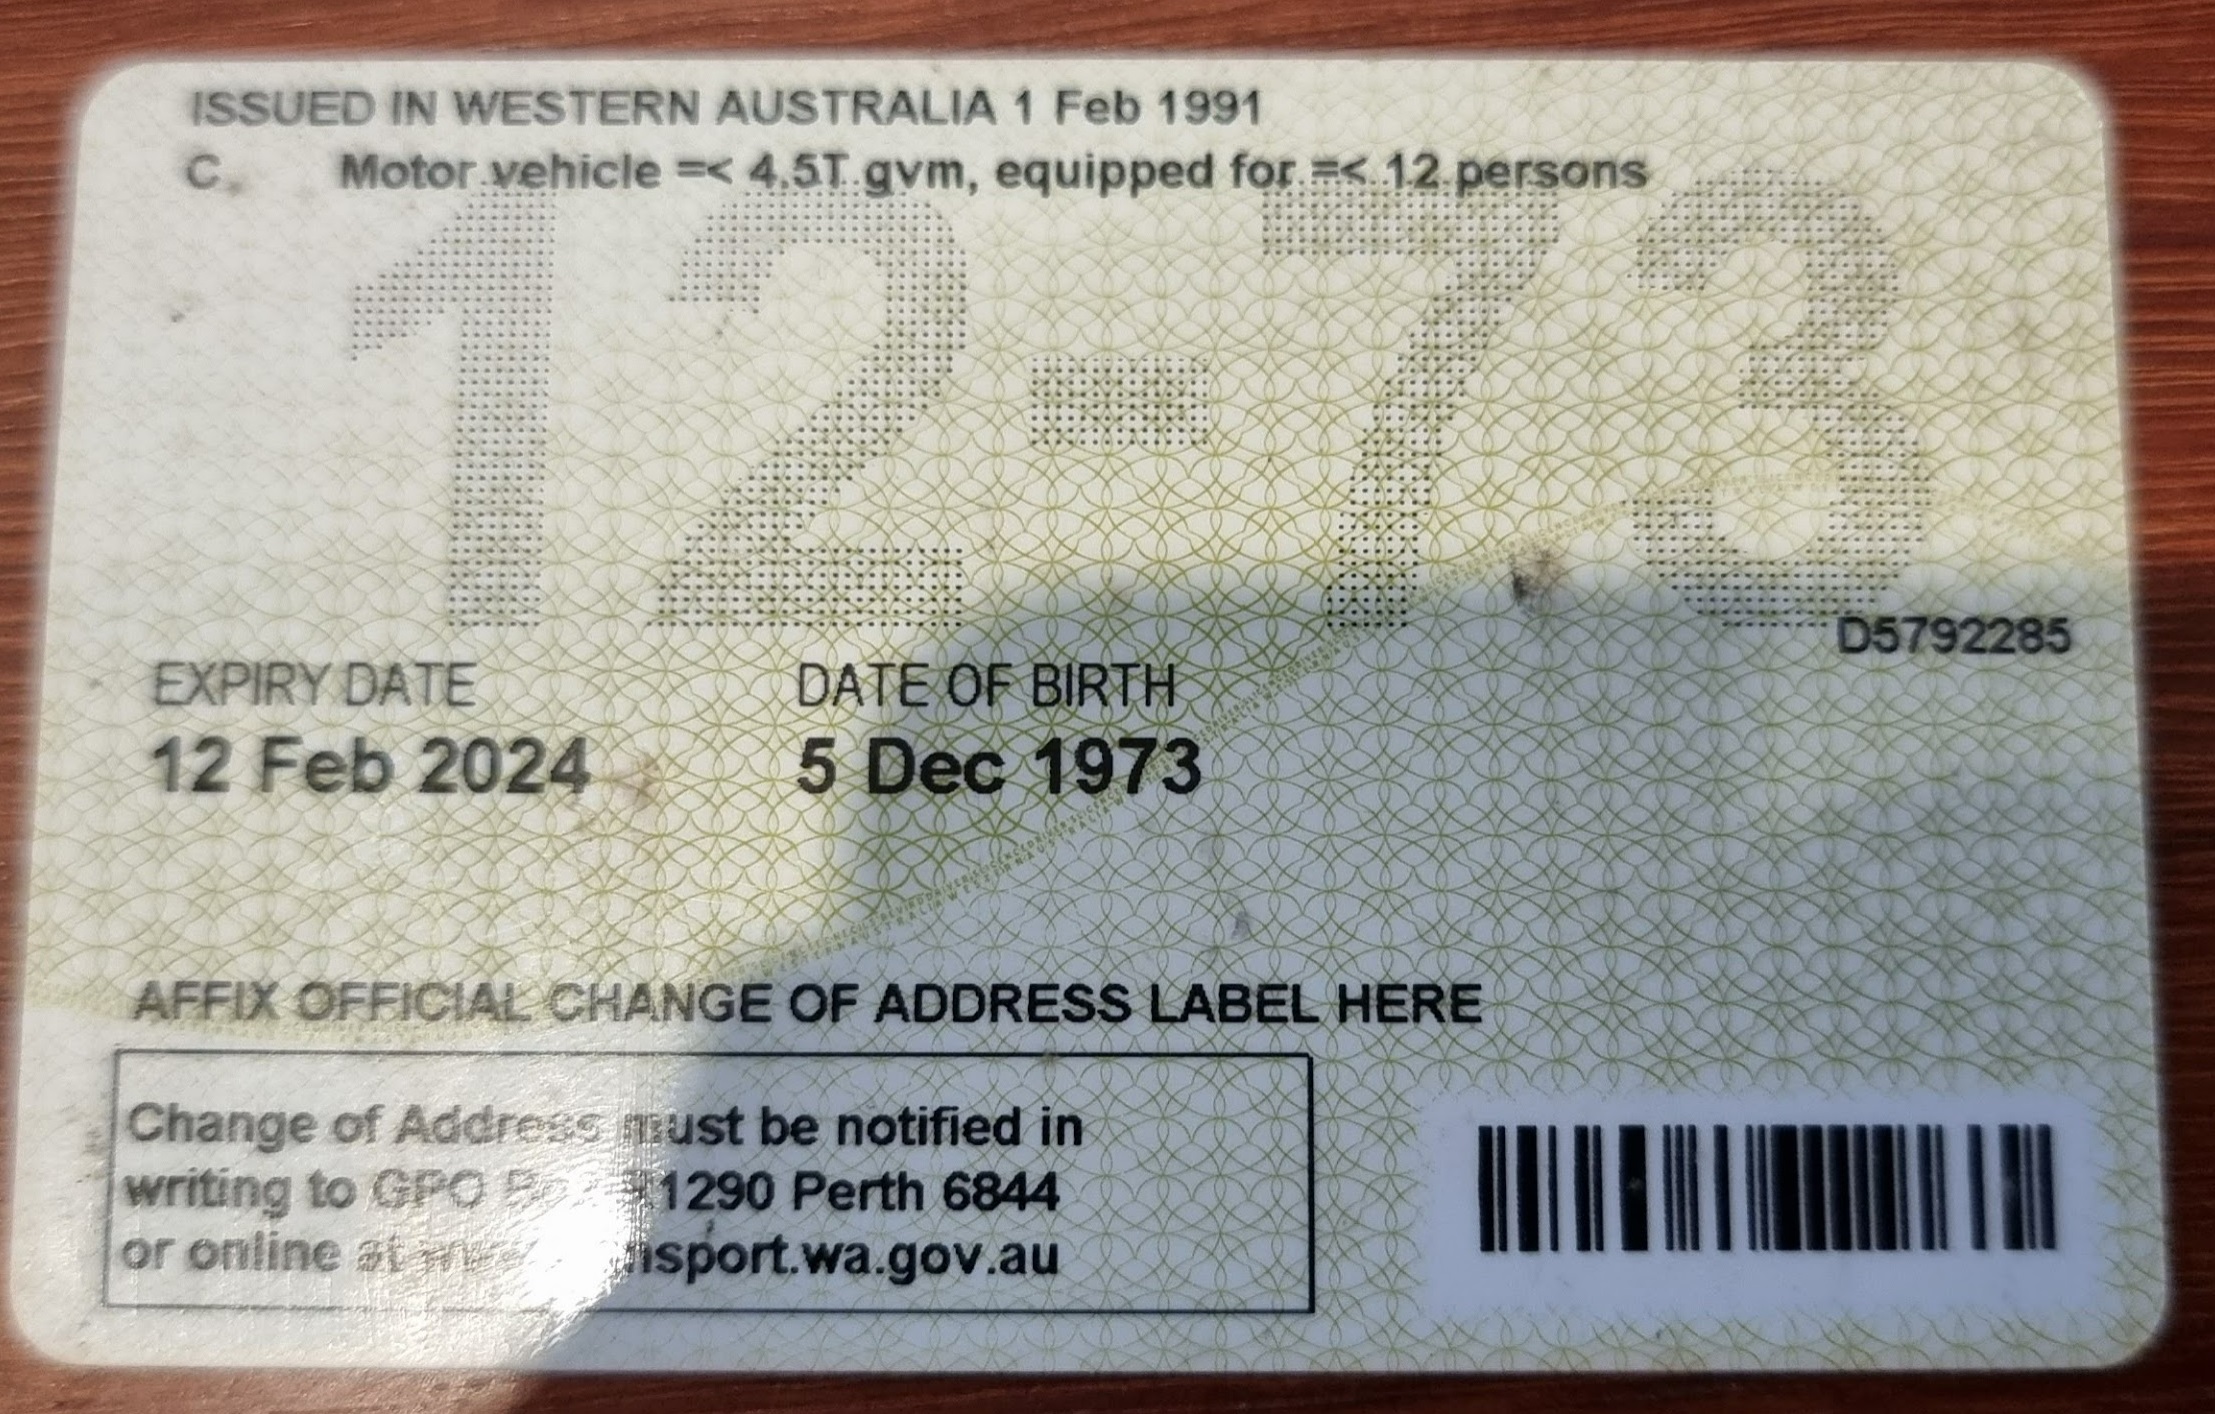 ISSUED IN WESTERN AUSTRALIA 1 Feb 1991
C. Motor vehicle =< 4.5T gvm, equipped for =< 12 persons
12-73
D5792285
EXPIRY DATE DATE OF BIRTH
12 Feb 2024 5 Dec 1973
AFFIX OFFICIAL CHANGE OF ADDRESS LABEL HERE
Change of Address must be notified in
writing to GPO 1290 Perth 6844
or online at nsport.wa.gov.au